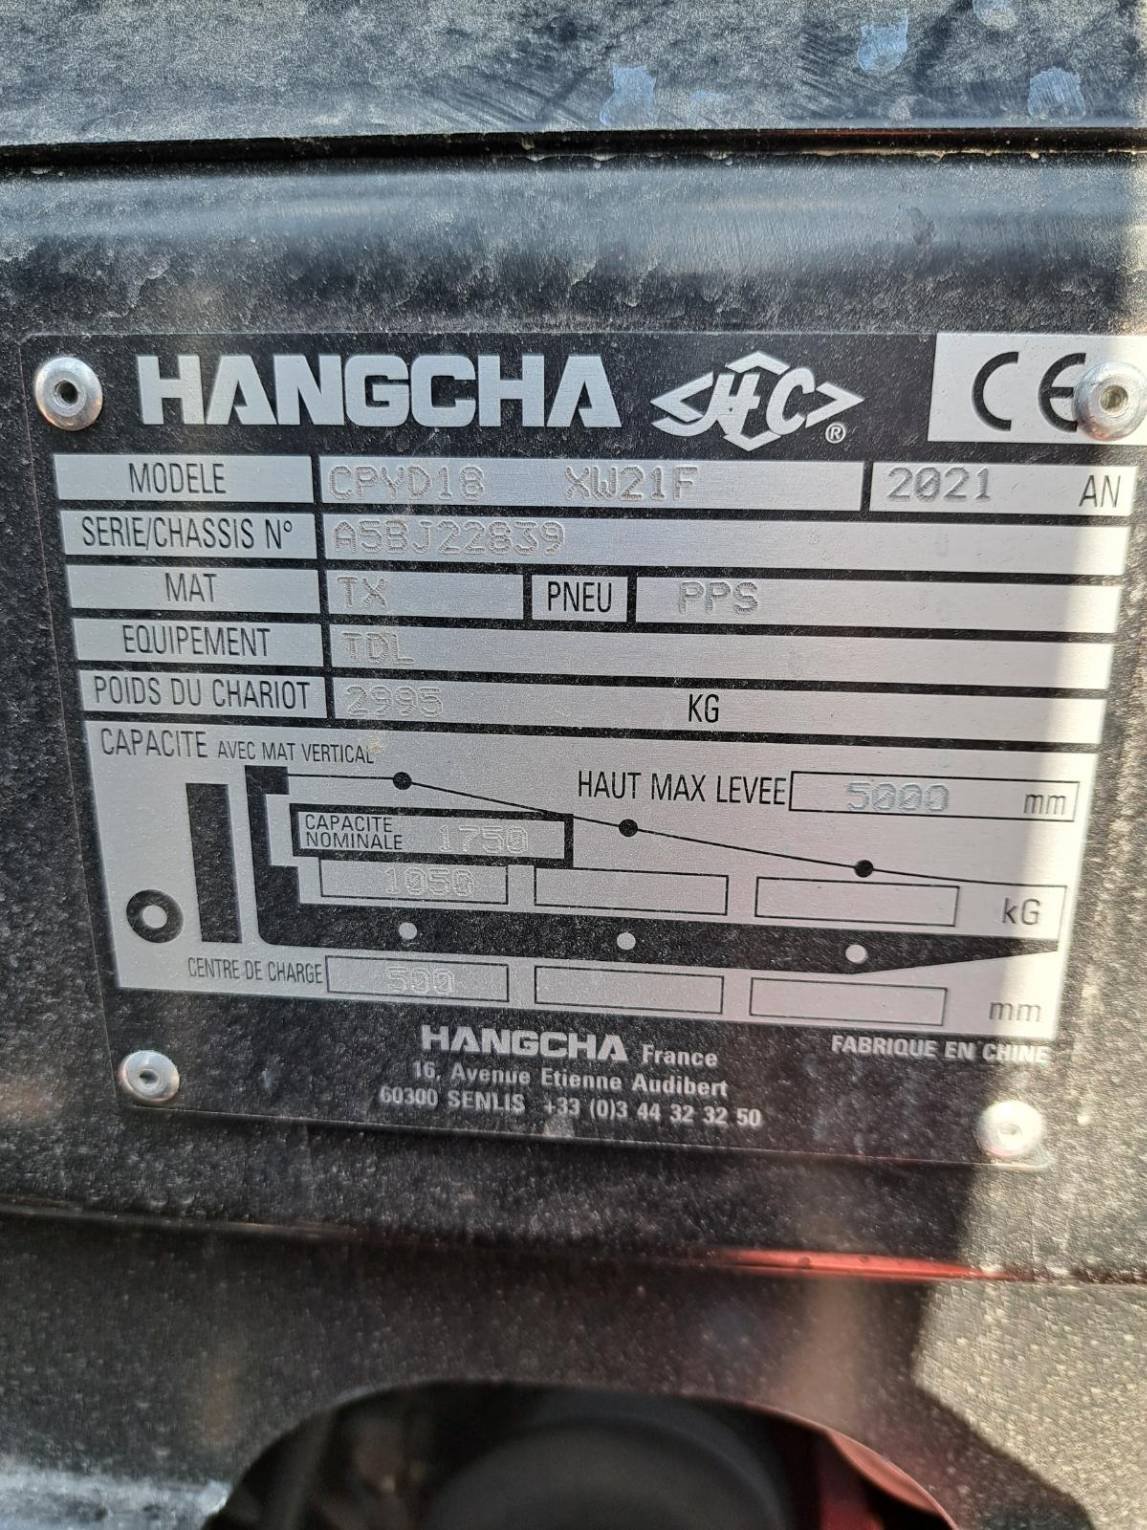 HANGCHA HC ® CE
MODELE CPYD18 XW21F 2021 AN
SERIE/CHASSIS N° A5BJ22839
MAT TX PNEU PPS
EQUIPEMENT TDL
POIDS DU CHARIOT 2995 KG
CAPACITE AVEC MAT VERTICAL
HAUT MAX LEVEE 5000 mm
CAPACITE
NOMINALE 1750
1050 kG
CENTRE DE CHARGE 500 mm
HANGCHA France
FABRIQUE EN CHINE
16, Avenue Etienne Audibert
60300 SENLIS +33 (0)3 44 32 32 50